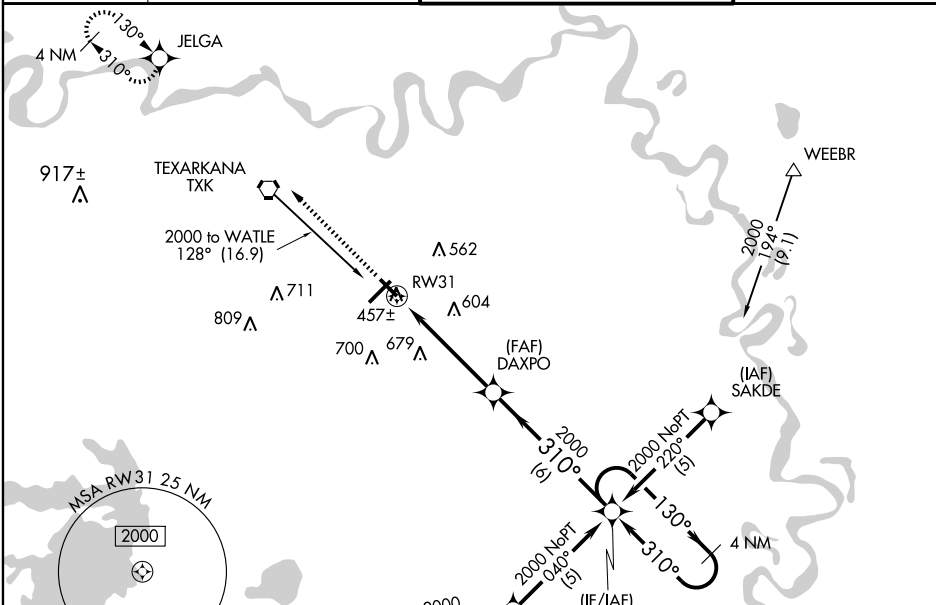 130°
310°
4 NM
JELGA
917±
TEXARKANA
TXK
2000 to WATLE
128° (16.9)
562
711
RW31
604
457±
809
700
679
WEEBR
2000
194°
(9.1)
(FAF)
DAXPO
(IAF)
SAKDE
2000
310°
(6)
2000 NoPT
220°
(5)
130°
310°
4 NM
MSA RW31 25 NM
2000
2000 NoPT
040°
(5)
2000
(IF/IAF)